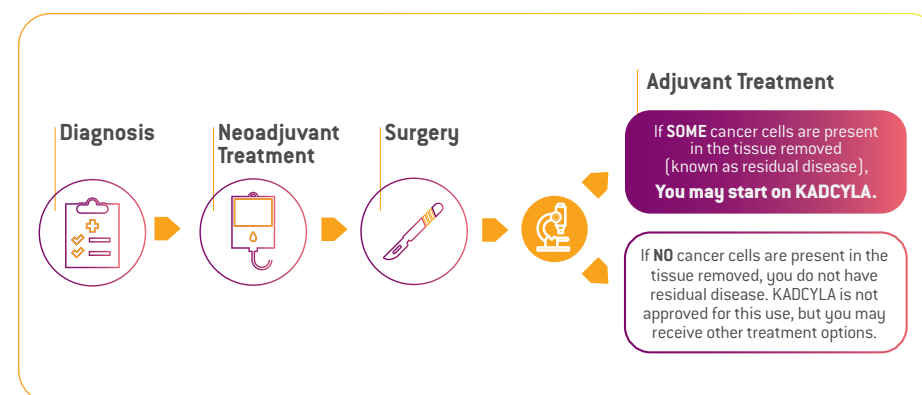 Diagnosis
Neoadjuvant
Treatment
Surgery
Adjuvant Treatment
If SOME cancer cells are present
in the tissue removed
(known as residual disease),
You may start on KADCYLA.
If NO cancer cells are present in the
tissue removed, you do not have
residual disease. KADCYLA is not
approved for this use, but you may
receive other treatment options.